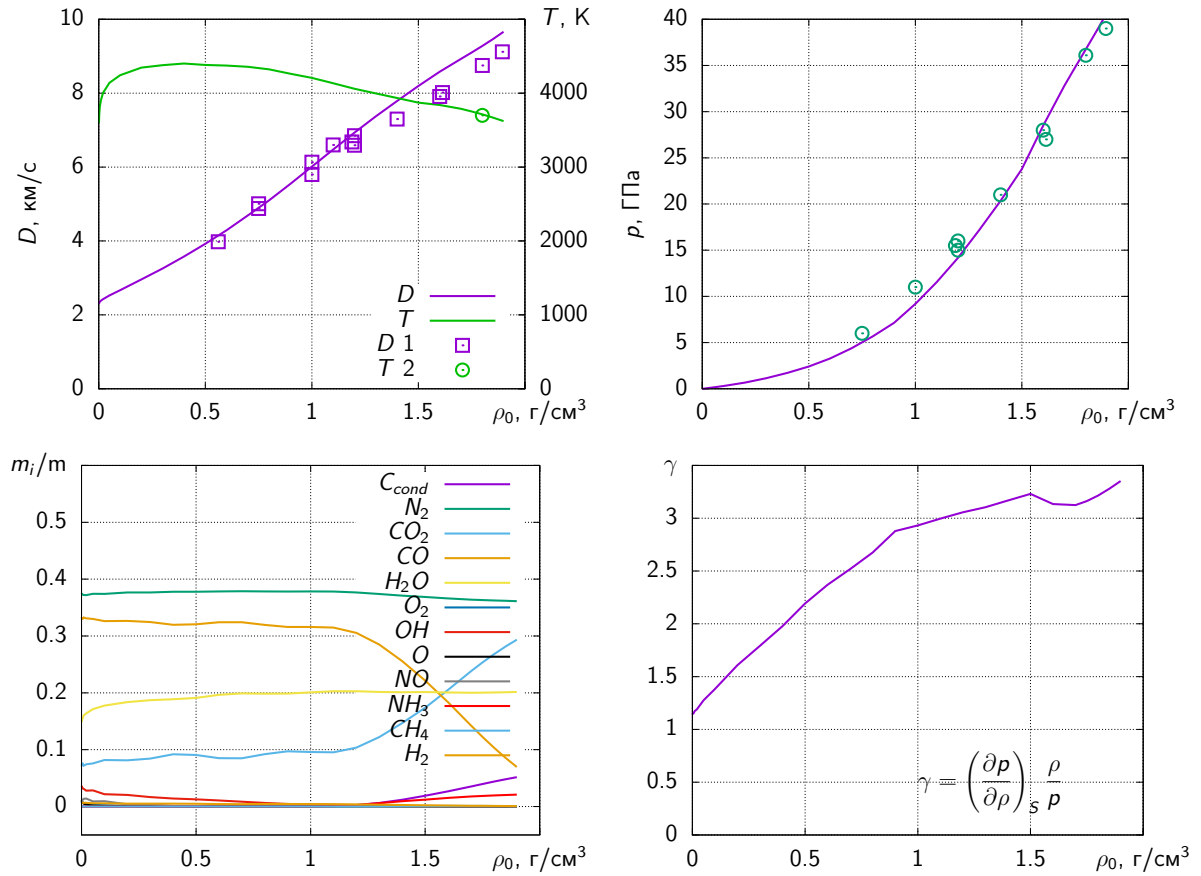 10
8
6
4
2
0
D, км/с
T, K
4000
3000
2000
1000
0
D
T
D 1
T 2
0
0.5
1
1.5
ρ₀, г/см³
40
35
30
25
20
15
10
5
0
p, ГПа
0
0.5
1
1.5
ρ₀, г/см³
mᵢ/m
0.5
0.4
0.3
0.2
0.1
0
C_cond
N₂
CO₂
CO
H₂O
O₂
OH
O
NO
NH₃
CH₄
H₂
0
0.5
1
1.5
ρ₀, г/см³
γ
3
2.5
2
1.5
1
0.5
0
γ = (∂p/∂ρ)_S ρ/p
0
0.5
1
1.5
ρ₀, г/см³